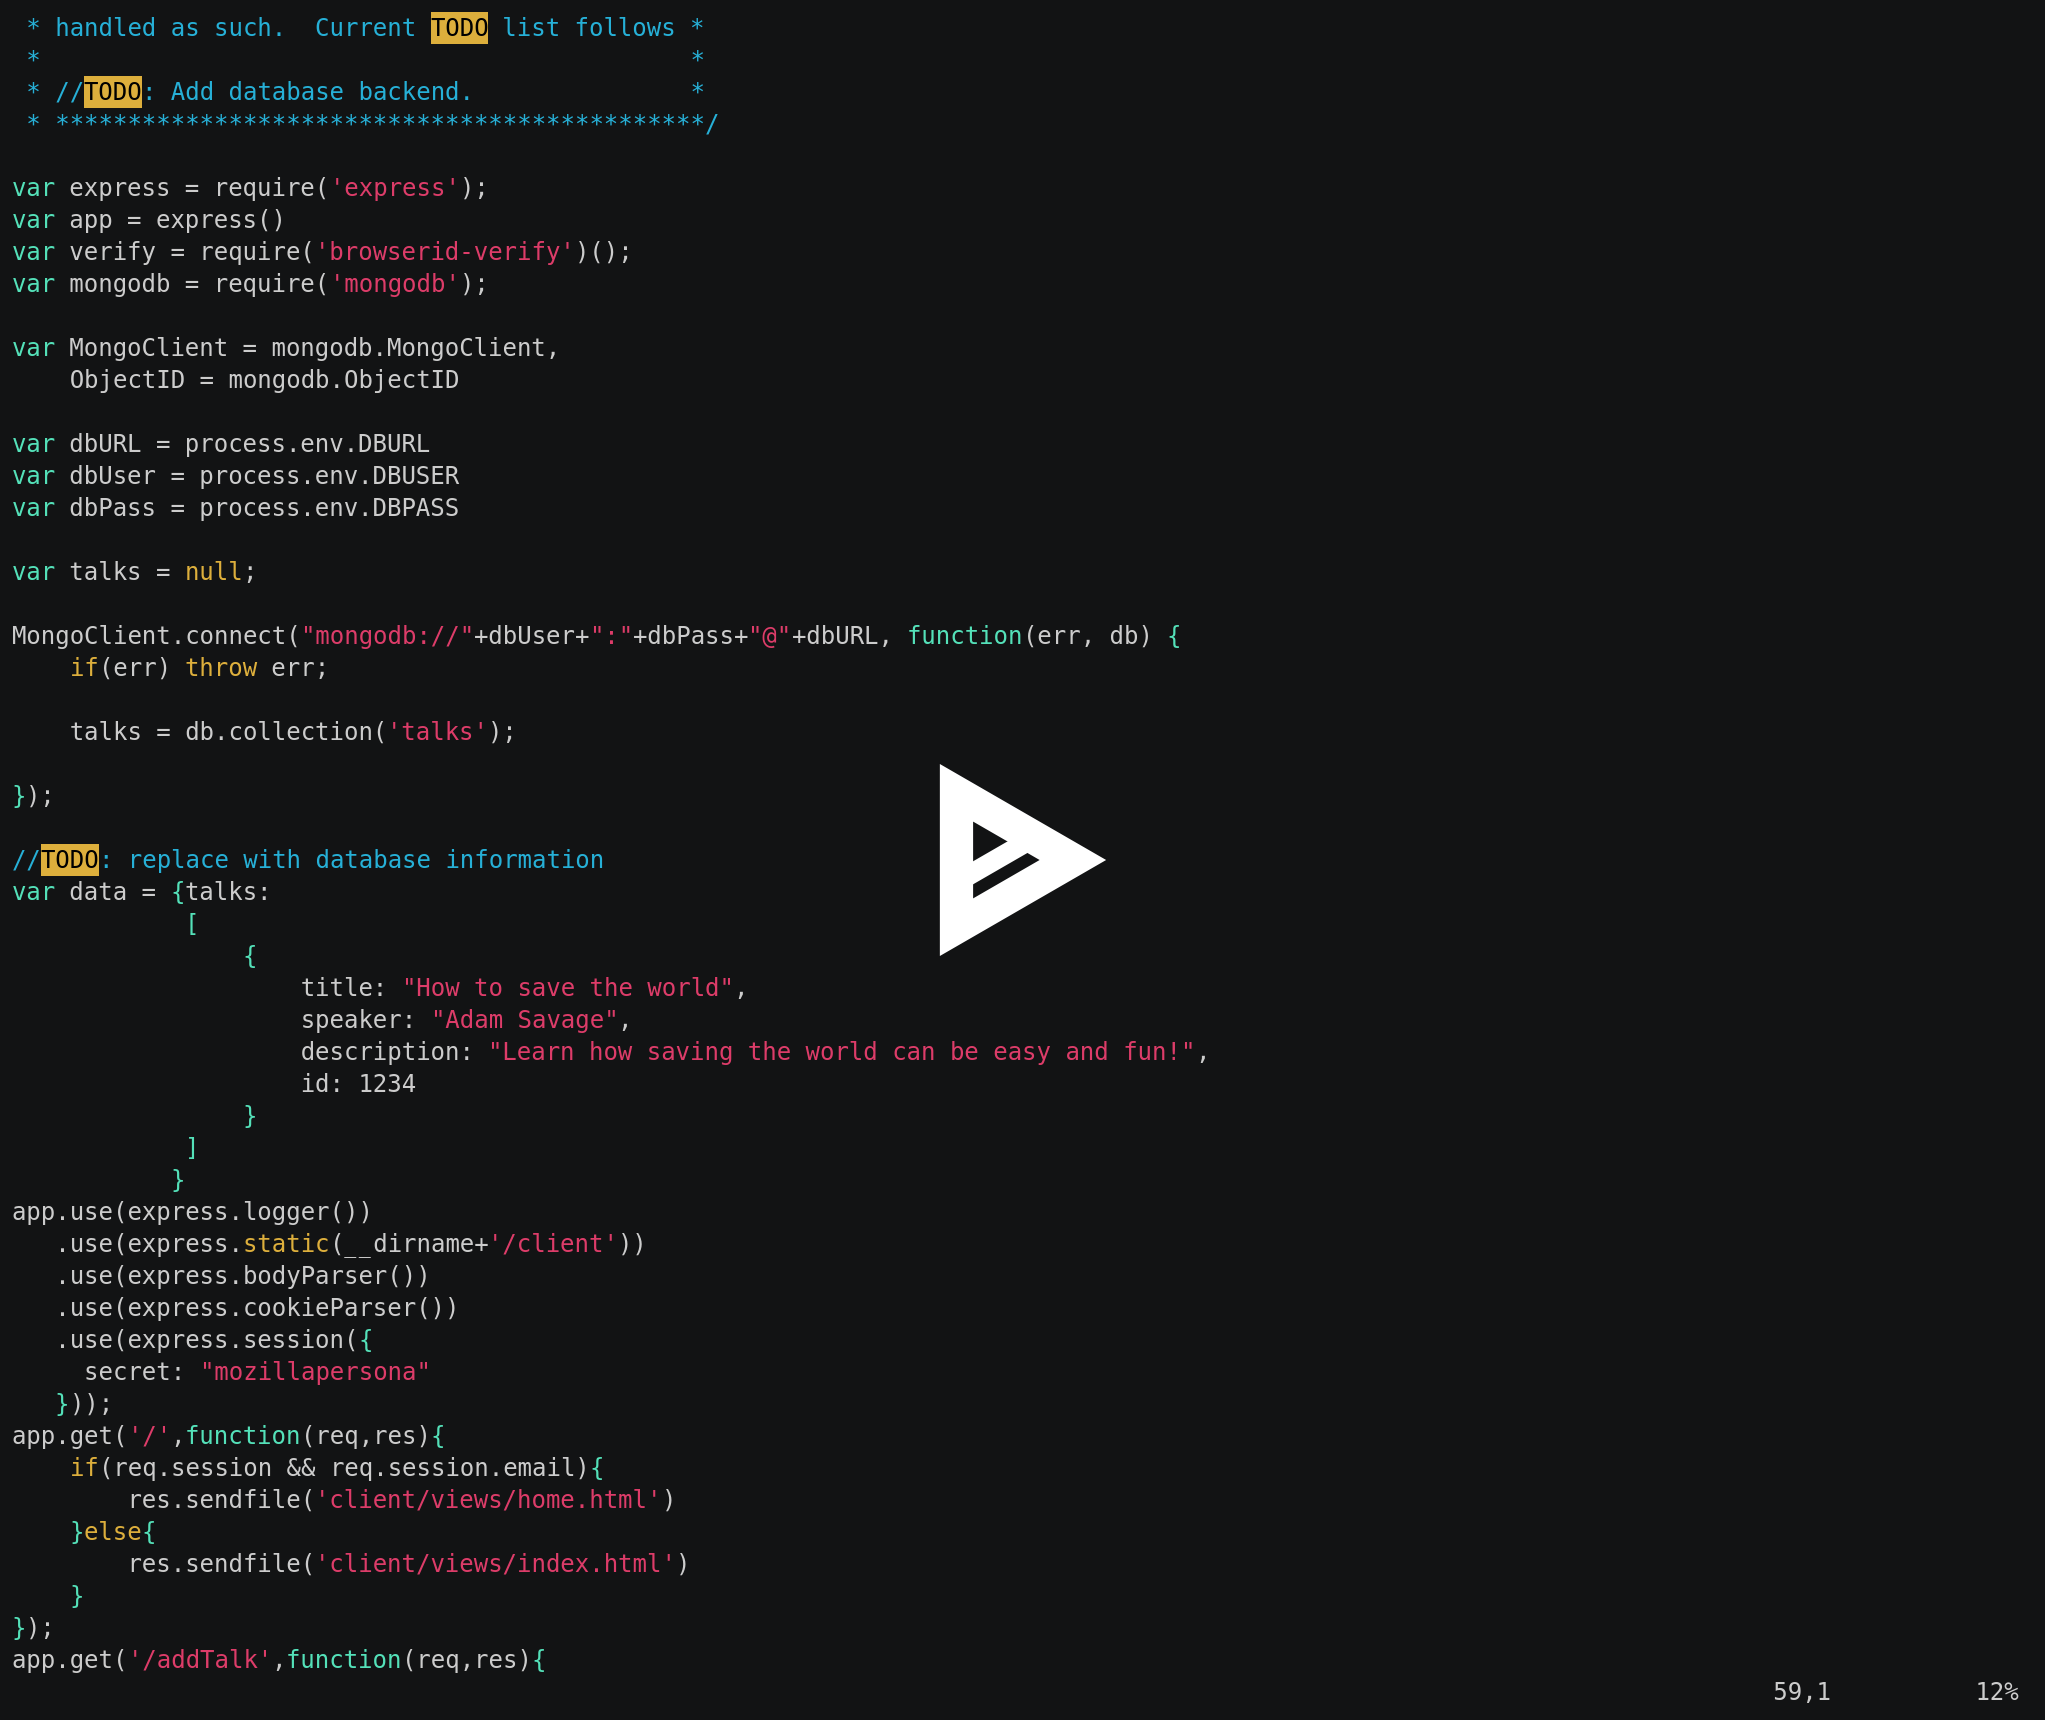 * handled as such.  Current TODO list follows *
 *                                             *
 * //TODO: Add database backend.               *
 * *********************************************/

var express = require('express');
var app = express()
var verify = require('browserid-verify')();
var mongodb = require('mongodb');

var MongoClient = mongodb.MongoClient,
    ObjectID = mongodb.ObjectID

var dbURL = process.env.DBURL
var dbUser = process.env.DBUSER
var dbPass = process.env.DBPASS

var talks = null;

MongoClient.connect("mongodb://"+dbUser+":"+dbPass+"@"+dbURL, function(err, db) {
    if(err) throw err;

    talks = db.collection('talks');

});

//TODO: replace with database information
var data = {talks:
            [
                {
                    title: "How to save the world",
                    speaker: "Adam Savage",
                    description: "Learn how saving the world can be easy and fun!",
                    id: 1234
                }
            ]
           }
app.use(express.logger())
   .use(express.static(__dirname+'/client'))
   .use(express.bodyParser())
   .use(express.cookieParser())
   .use(express.session({
     secret: "mozillapersona"
   }));
app.get('/',function(req,res){
    if(req.session && req.session.email){
        res.sendfile('client/views/home.html')
    }else{
        res.sendfile('client/views/index.html')
    }
});
app.get('/addTalk',function(req,res){
59,1          12%